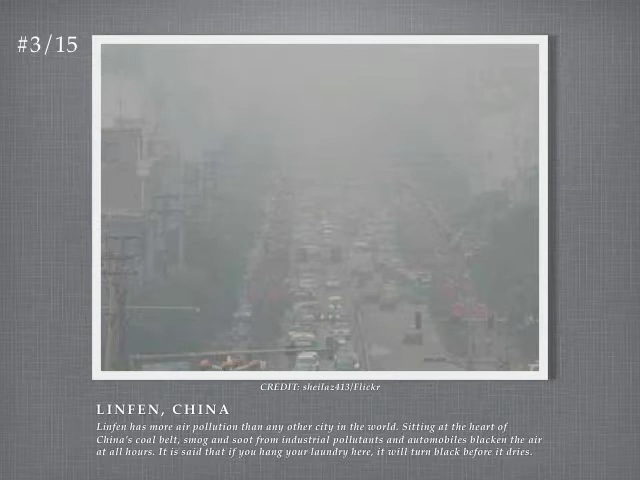 #3/15
CREDIT: sheilaz413/Flickr
LINFEN, CHINA
Linfen has more air pollution than any other city in the world. Sitting at the heart of
China's coal belt, smog and soot from industrial pollutants and automobiles blacken the air
at all hours. It is said that if you hang your laundry here, it will turn black before it dries.